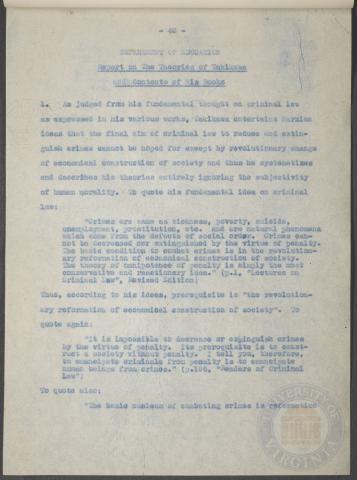 - 40 -
DEPARTMENT OF EDUCATION
Report on The Theories of Takikawa
and Contents of His Books
1. As judged from his fundamental thought on criminal law
as expressed in his various works, Takikawa entertains Marxian
ideas that the final aim of criminal law to reduce and extin-
guish crimes cannot be hoped for except by revolutionary change
of economical construction of society and thus he systematizes
and describes his theories entirely ignoring the subjectivity
of human morality. To quote his fundamental idea on criminal
law:
"Crimes are same as sickness, poverty, suicide,
unemployment, prostitution, etc. and are natural phenomena
which come from the defects of social order. Crimes can-
not be decreased or extinguished by the virtue of penalty.
The basic condition to combat crimes is in the revolution-
ary reformation of economical construction of society.
The theory of omnipotence of penalty is simply the most
conservative and reactionary idea." (p.1, "Lectures on
Criminal Law", Revised Edition)
Thus, according to his ideas, prerequisite is "the revolution-
ary reformation of economical construction of society". To
quote again:
"It is impossible to decrease or extinguish crimes
by the virtue of penalty. Its prerequisite is to const-
ruct a society without penalty. I tell you, therefore,
to emancipate criminals from penalty is to emancipate
human beings from crimes." (p.196, "Readers of Criminal
Law";
To quote also:
"The basic nucleus of combating crimes is reformation
UNIVERSITY OF VIRGINIA